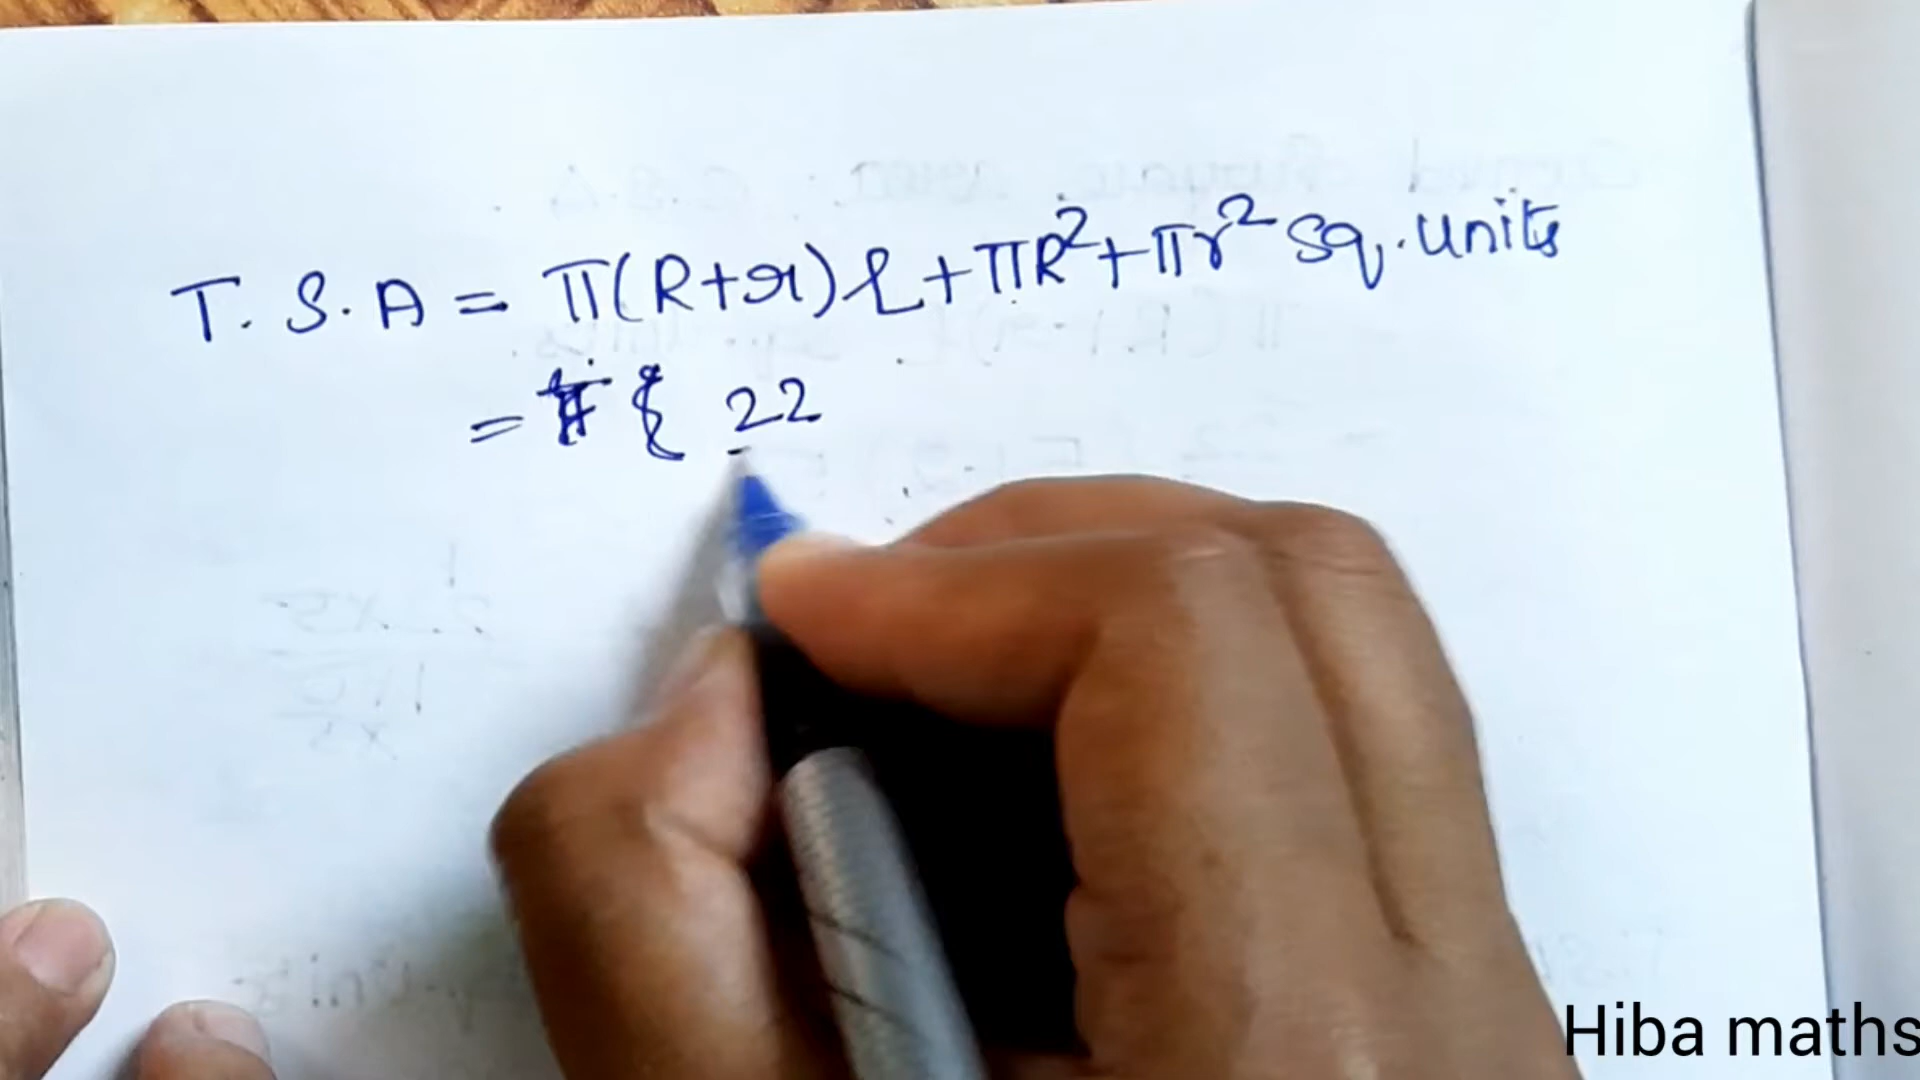 T. S. A = π(R+r)l + πR² + πr² sq. units
= { 22
Hiba maths